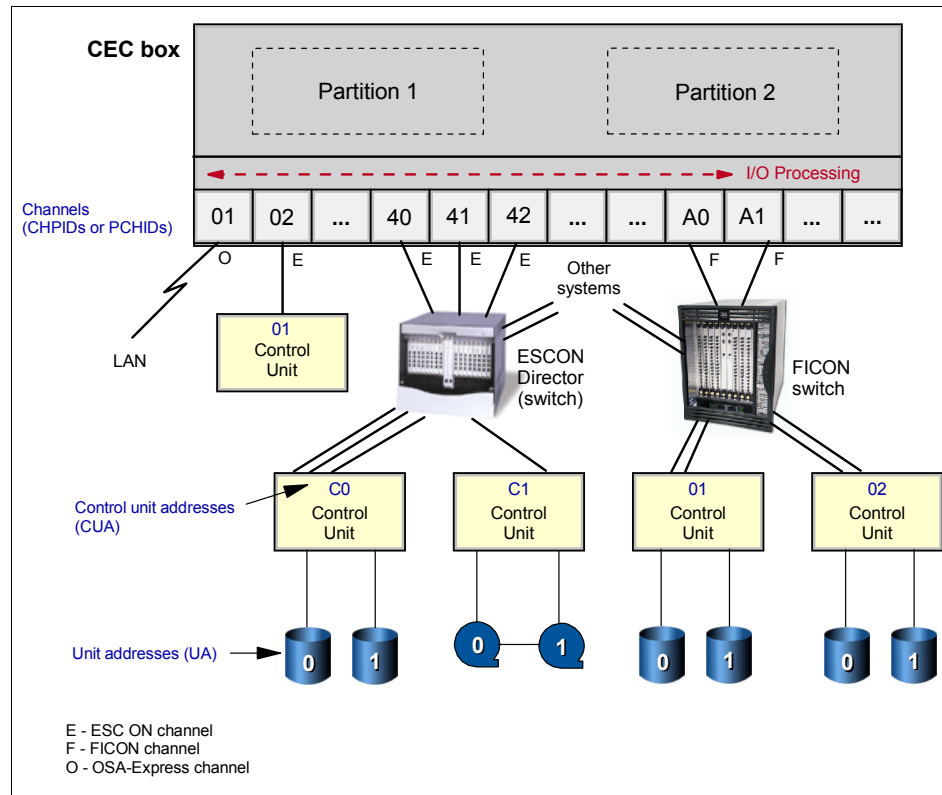 CEC box
Partition 1
Partition 2
I/O Processing
Channels
(CHPIDs or PCHIDs)
01 02 ... 40 41 42 ... ... A0 A1 ... ...
O E E E E F F
Other
systems
LAN
01
Control
Unit
ESCON
Director
(switch)
FICON
switch
Control unit addresses
(CUA)
C0
Control
Unit
C1
Control
Unit
01
Control
Unit
02
Control
Unit
Unit addresses (UA)
0 1 0 1 0 1 0 1
E - ESC ON channel
F - FICON channel
O - OSA-Express channel